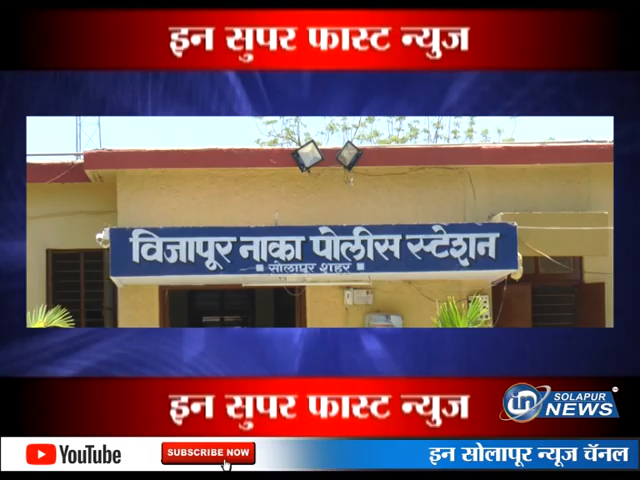 इन सुपर फास्ट न्युज
विजापूर नाका पोलीस स्टेशन
सोलापूर शहर
इन सुपर फास्ट न्युज
in SOLAPUR NEWS
YouTube
SUBSCRIBE NOW
इन सोलापूर न्यूज चॅनल